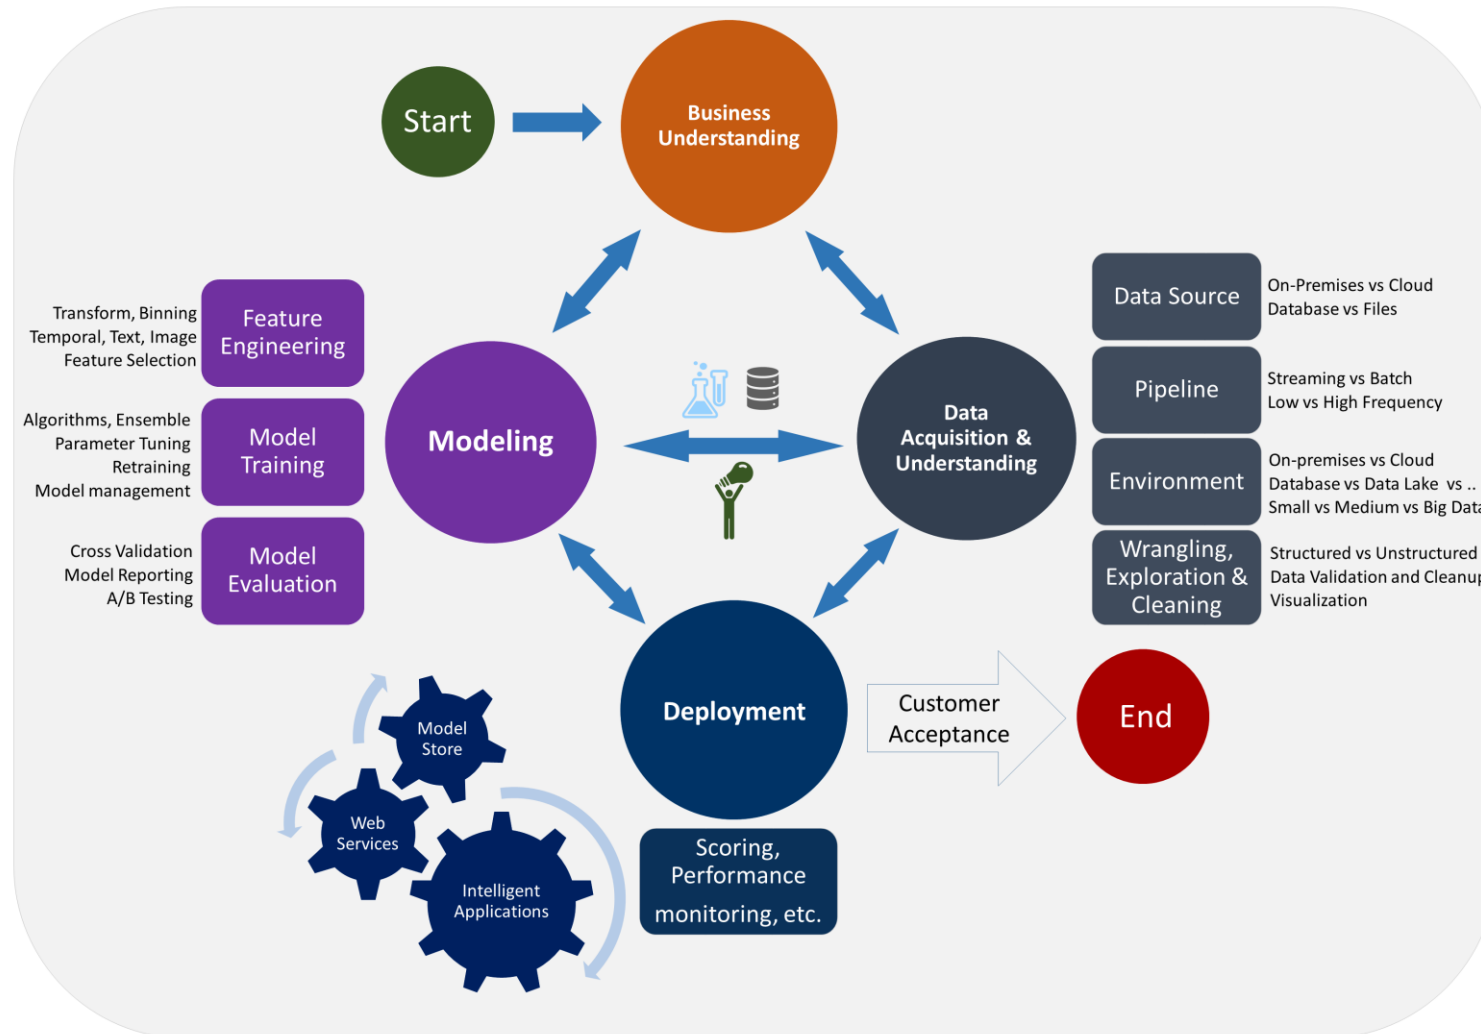 Start
Business
Understanding
Transform, Binning
Temporal, Text, Image
Feature Selection
Feature
Engineering
Algorithms, Ensemble
Parameter Tuning
Retraining
Model management
Model
Training
Cross Validation
Model Reporting
A/B Testing
Model
Evaluation
Modeling
Data
Acquisition &
Understanding
Data Source
On-Premises vs Cloud
Database vs Files
Pipeline
Streaming vs Batch
Low vs High Frequency
Environment
On-premises vs Cloud
Database vs Data Lake vs ..
Small vs Medium vs Big Data
Wrangling,
Exploration &
Cleaning
Structured vs Unstructured
Data Validation and Cleanup
Visualization
Deployment
Customer
Acceptance
End
Model
Store
Web
Services
Intelligent
Applications
Scoring,
Performance
monitoring, etc.